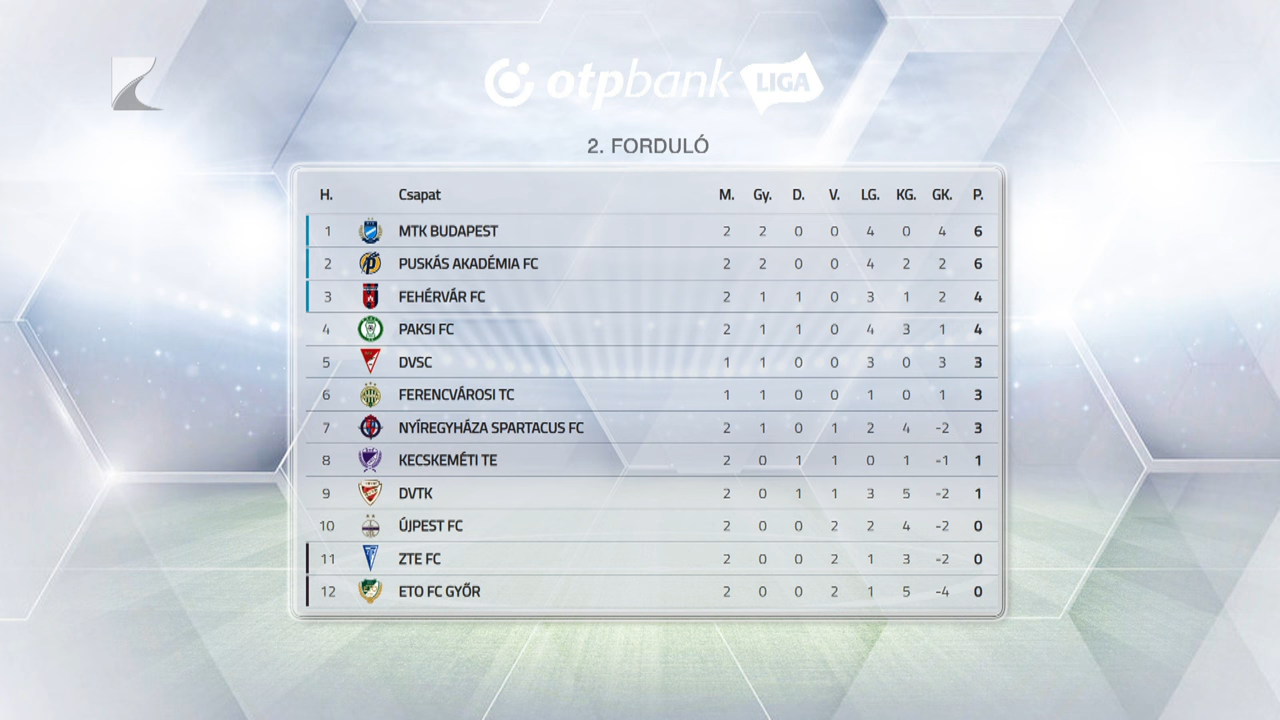 otpbank LIGA
2. FORDULÓ
H. Csapat M. Gy. D. V. LG. KG. GK. P.
1 MTK BUDAPEST 2 2 0 0 4 0 4 6
2 PUSKÁS AKADÉMIA FC 2 2 0 0 4 2 2 6
3 FEHÉRVÁR FC 2 1 1 0 3 1 2 4
4 PAKSI FC 2 1 1 0 4 3 1 4
5 DVSC 1 1 0 0 3 0 3 3
6 FERENCVÁROSI TC 1 1 0 0 1 0 1 3
7 NYÍREGYHÁZA SPARTACUS FC 2 1 0 1 2 4 -2 3
8 KECSKEMÉTI TE 2 0 1 1 0 1 -1 1
9 DVTK 2 0 1 1 3 5 -2 1
10 ÚJPEST FC 2 0 0 2 2 4 -2 0
11 ZTE FC 2 0 0 2 1 3 -2 0
12 ETO FC GYŐR 2 0 0 2 1 5 -4 0